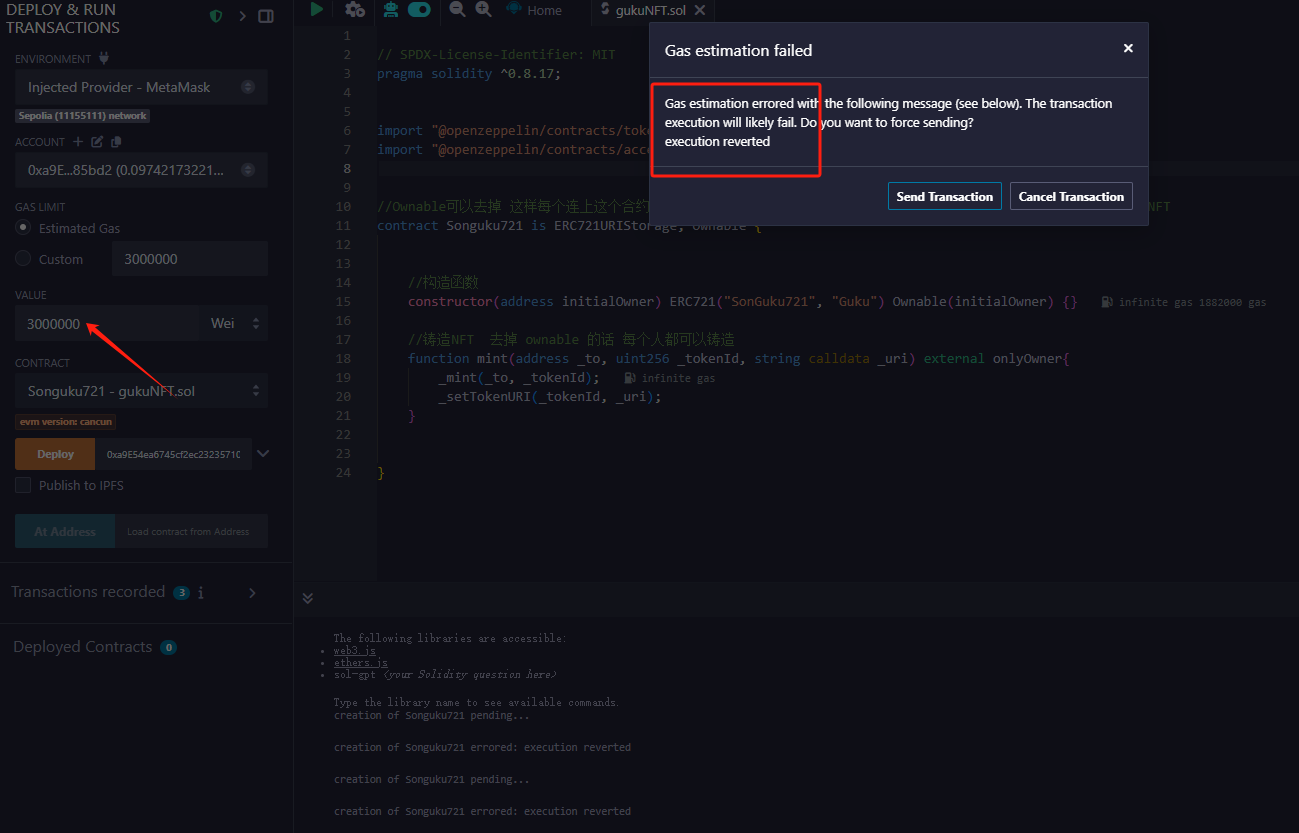 DEPLOY & RUN
TRANSACTIONS
ENVIRONMENT
Injected Provider - MetaMask
Sepolia (11155111) network
ACCOUNT
0xa9E...85bd2 (0.09742173221...
GAS LIMIT
Estimated Gas
Custom
3000000
VALUE
3000000
Wei
CONTRACT
Songuku721 - gukuNFT.sol
evm version: cancun
Deploy
0xa9E54ea6745cf2ec2323571C
Publish to IPFS
At Address
Load contract from Address
Transactions recorded 3 i
Deployed Contracts 0
Home
gukuNFT.sol
1
2 // SPDX-License-Identifier: MIT
3 pragma solidity ^0.8.17;
4
5
6 import "@openzeppelin/contracts/tok
7 import "@openzeppelin/contracts/acc
8
9
10 //Ownable可以去掉 这样每个连上这个合约 FT
11 contract Songuku721 is ERC721URIStorage, Ownable {
12
13
14 //构造函数
15 constructor(address initialOwner) ERC721("SonGuku721", "Guku") Ownable(initialOwner) {} infinite gas 1882000 gas
16
17 //铸造NFT 去掉 ownable 的话 每个人都可以铸造
18 function mint(address _to, uint256 _tokenId, string calldata _uri) external onlyOwner{
19 _mint(_to, _tokenId); infinite gas
20 _setTokenURI(_tokenId, _uri);
21 }
22
23
24 }
Gas estimation failed
Gas estimation errored with the following message (see below). The transaction
execution will likely fail. Do you want to force sending?
execution reverted
Send Transaction
Cancel Transaction
The following libraries are accessible:
web3.js
ethers.js
sol-gpt <your Solidity question here>
Type the library name to see available commands.
creation of Songuku721 pending...
creation of Songuku721 errored: execution reverted
creation of Songuku721 pending...
creation of Songuku721 errored: execution reverted